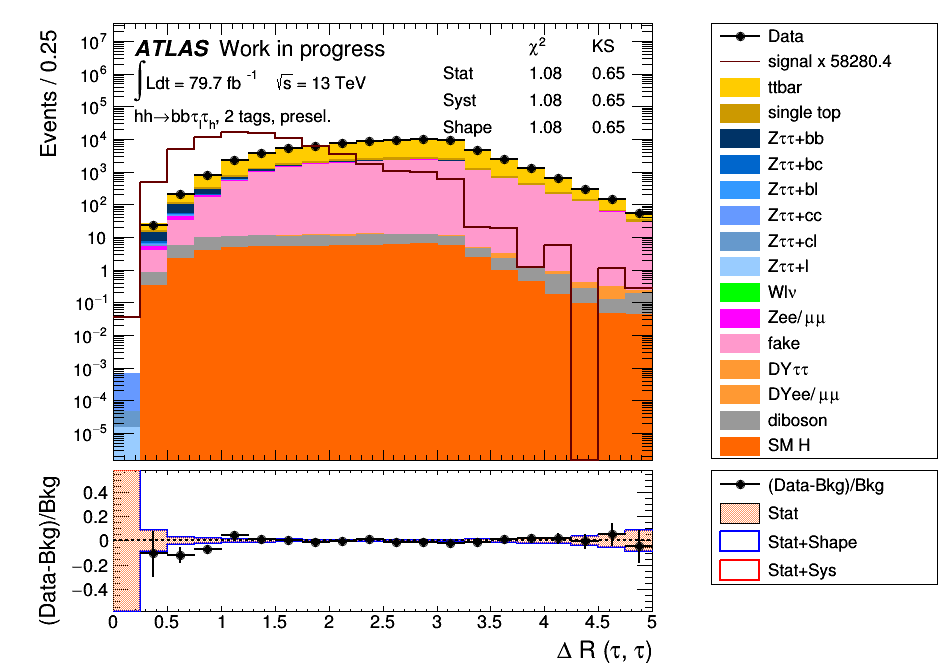 ATLAS Work in progress
∫Ldt = 79.7 fb⁻¹ √s = 13 TeV
hh→bbτ_lτ_h, 2 tags, presel.
χ² KS
Stat 1.08 0.65
Syst 1.08 0.65
Shape 1.08 0.65
Events / 0.25
10⁷
10⁶
10⁵
10⁴
10³
10²
10
1
10⁻¹
10⁻²
10⁻³
10⁻⁴
10⁻⁵
Data
signal x 58280.4
ttbar
single top
Zττ+bb
Zττ+bc
Zττ+bl
Zττ+cc
Zττ+cl
Zττ+l
Wlν
Zee/μμ
fake
DYττ
DYee/μμ
diboson
SM H
(Data-Bkg)/Bkg
0.4
0.2
0
−0.2
−0.4
0 0.5 1 1.5 2 2.5 3 3.5 4 4.5 5
Δ R (τ, τ)
(Data-Bkg)/Bkg
Stat
Stat+Shape
Stat+Sys